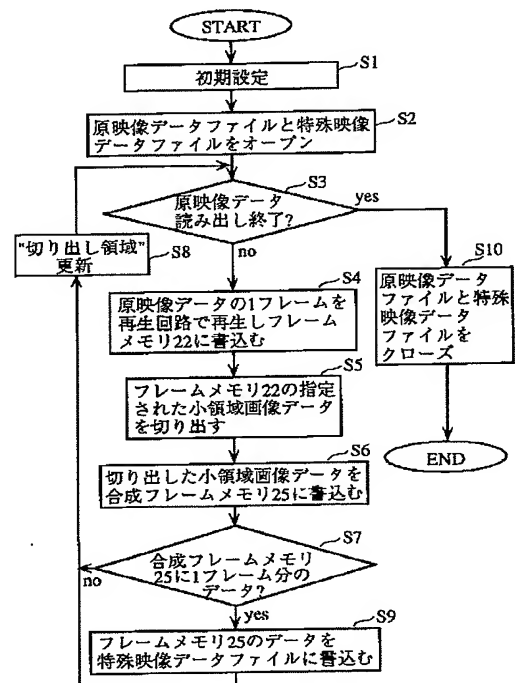 START
S1
初期設定
S2
原映像データファイルと特殊映像
データファイルをオープン
S3
原映像データ
読み出し終了?
yes
no
S8
"切り出し領域"
更新
S4
原映像データの1フレームを
再生回路で再生しフレーム
メモリ22に書込む
S10
原映像データ
ファイルと特殊
映像データ
ファイルを
クローズ
S5
フレームメモリ22の指定
された小領域画像データ
を切り出す
END
S6
切り出した小領域画像データを
合成フレームメモリ25に書込む
S7
合成フレームメモリ
25に1フレーム分の
データ?
no
yes
S9
フレームメモリ25のデータを
特殊映像データファイルに書込む